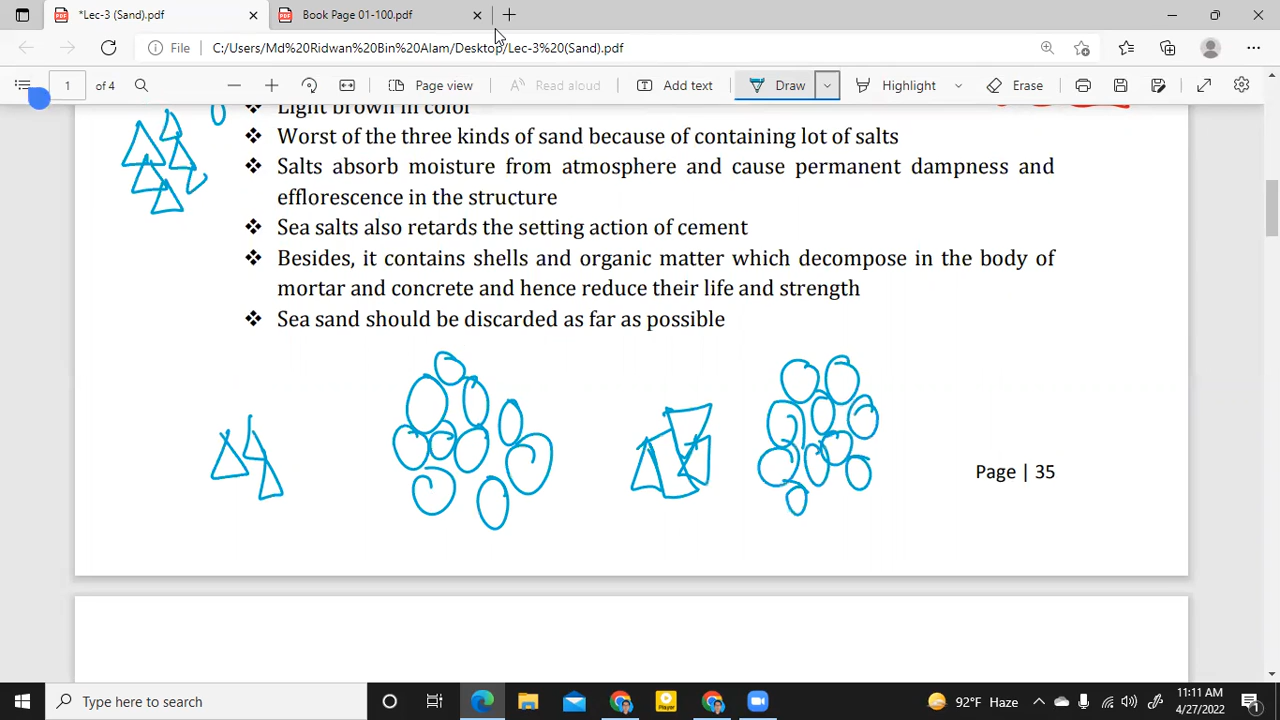 *Lec-3 (Sand).pdf
Book Page 01-100.pdf
File C:/Users/Md%20Ridwan%20Bin%20Alam/Desktop/Lec-3%20(Sand).pdf
1 of 4 Page view Read aloud Add text Draw Highlight Erase
Light brown in color
Worst of the three kinds of sand because of containing lot of salts
Salts absorb moisture from atmosphere and cause permanent dampness and
efflorescence in the structure
Sea salts also retards the setting action of cement
Besides, it contains shells and organic matter which decompose in the body of
mortar and concrete and hence reduce their life and strength
Sea sand should be discarded as far as possible
Page | 35
Type here to search
Player
92°F Haze
11:11 AM
4/27/2022
1